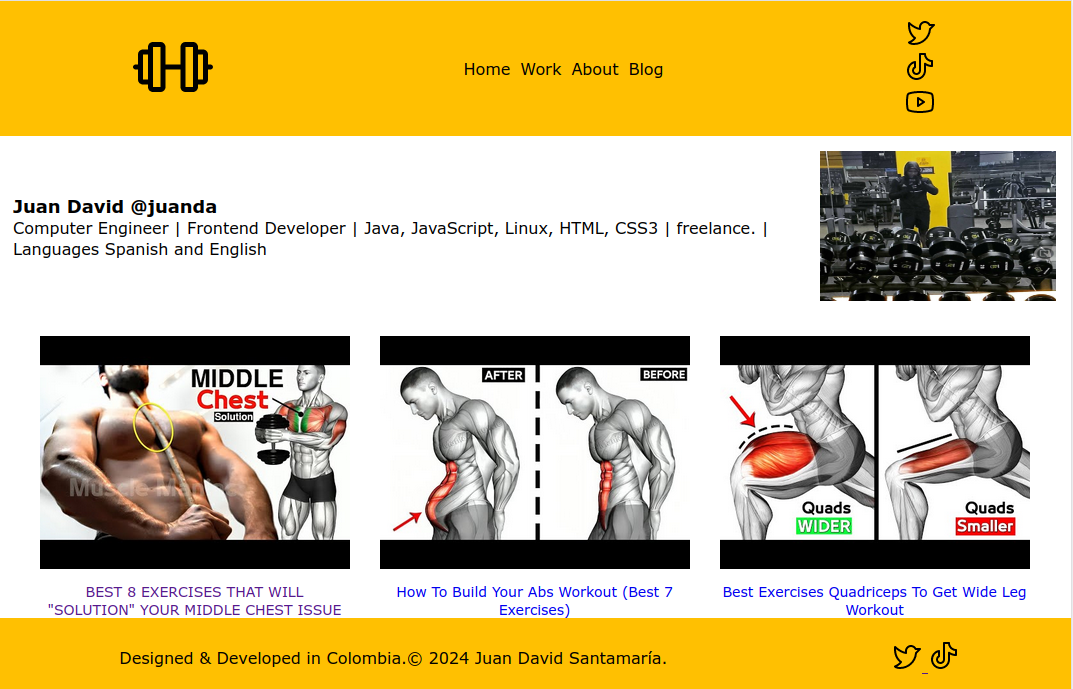 Home Work About Blog
Juan David @juanda
Computer Engineer | Frontend Developer | Java, JavaScript, Linux, HTML, CSS3 | freelance. |
Languages Spanish and English
MIDDLE
Chest
Solution
AFTER
BEFORE
Quads
WIDER
Quads
Smaller
BEST 8 EXERCISES THAT WILL
"SOLUTION" YOUR MIDDLE CHEST ISSUE
How To Build Your Abs Workout (Best 7
Exercises)
Best Exercises Quadriceps To Get Wide Leg
Workout
Designed & Developed in Colombia.© 2024 Juan David Santamaría.